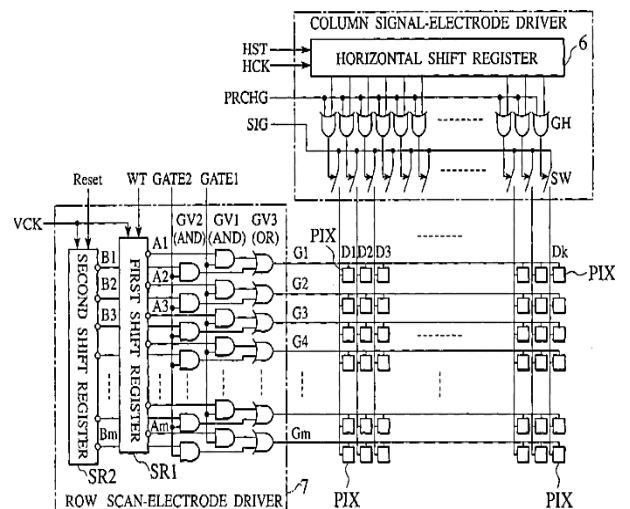 COLUMN SIGNAL-ELECTRODE DRIVER
HST
HCK
HORIZONTAL SHIFT REGISTER
6
PRCHG
SIG
GH
SW
Reset
WT
GATE2
GATE1
VCK
GV2
(AND)
GV1
(AND)
GV3
(OR)
PIX
D1
D2
D3
Dk
PIX
SECOND SHIFT REGISTER
FIRST SHIFT REGISTER
B1
B2
B3
Bm
A1
A2
A3
Am
G1
G2
G3
G4
Gm
SR2
SR1
7
ROW SCAN-ELECTRODE DRIVER
PIX
PIX